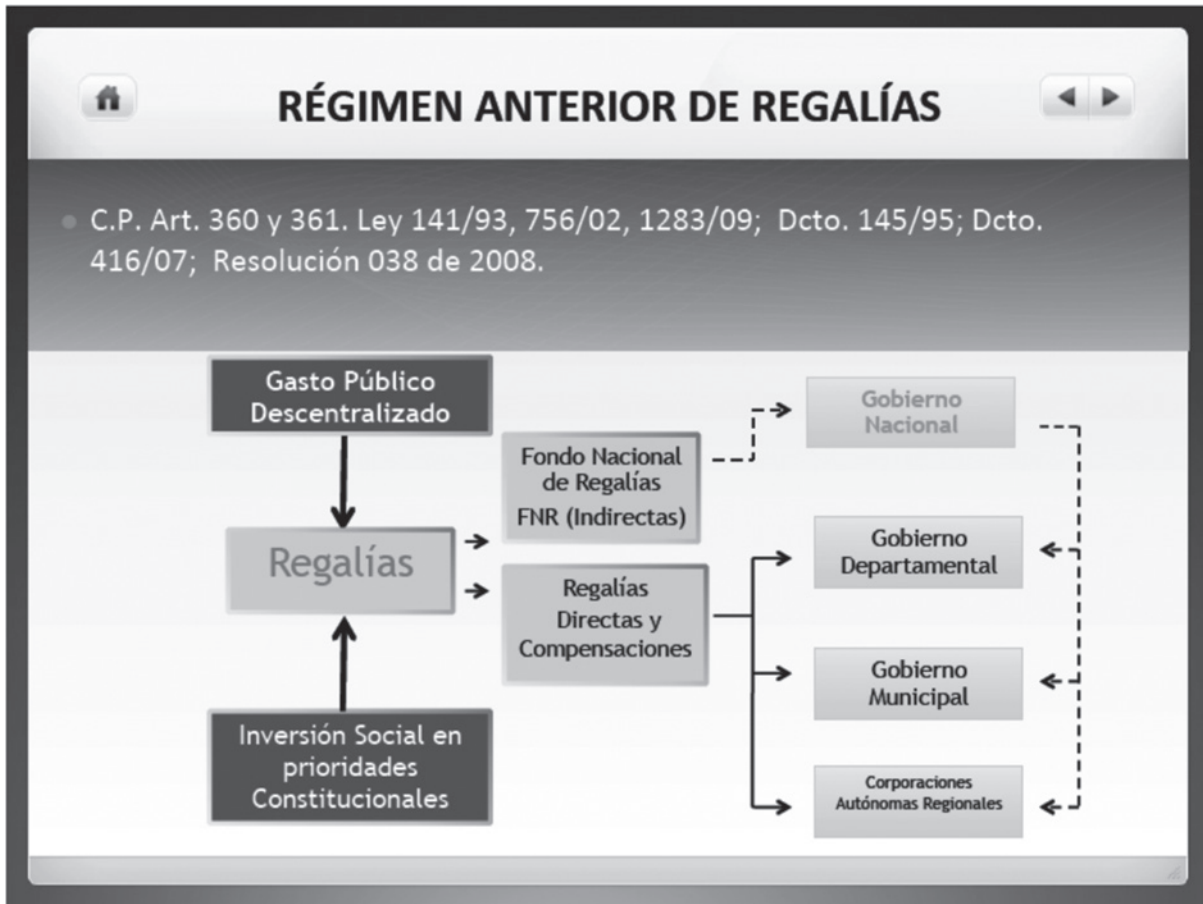 RÉGIMEN ANTERIOR DE REGALÍAS
C.P. Art. 360 y 361. Ley 141/93, 756/02, 1283/09; Dcto. 145/95; Dcto.
416/07; Resolución 038 de 2008.
Gasto Público
Descentralizado
Regalías
Inversión Social en
prioridades
Constitucionales
Fondo Nacional
de Regalías
FNR (Indirectas)
Regalías
Directas y
Compensaciones
Gobierno
Nacional
Gobierno
Departamental
Gobierno
Municipal
Corporaciones
Autónomas Regionales